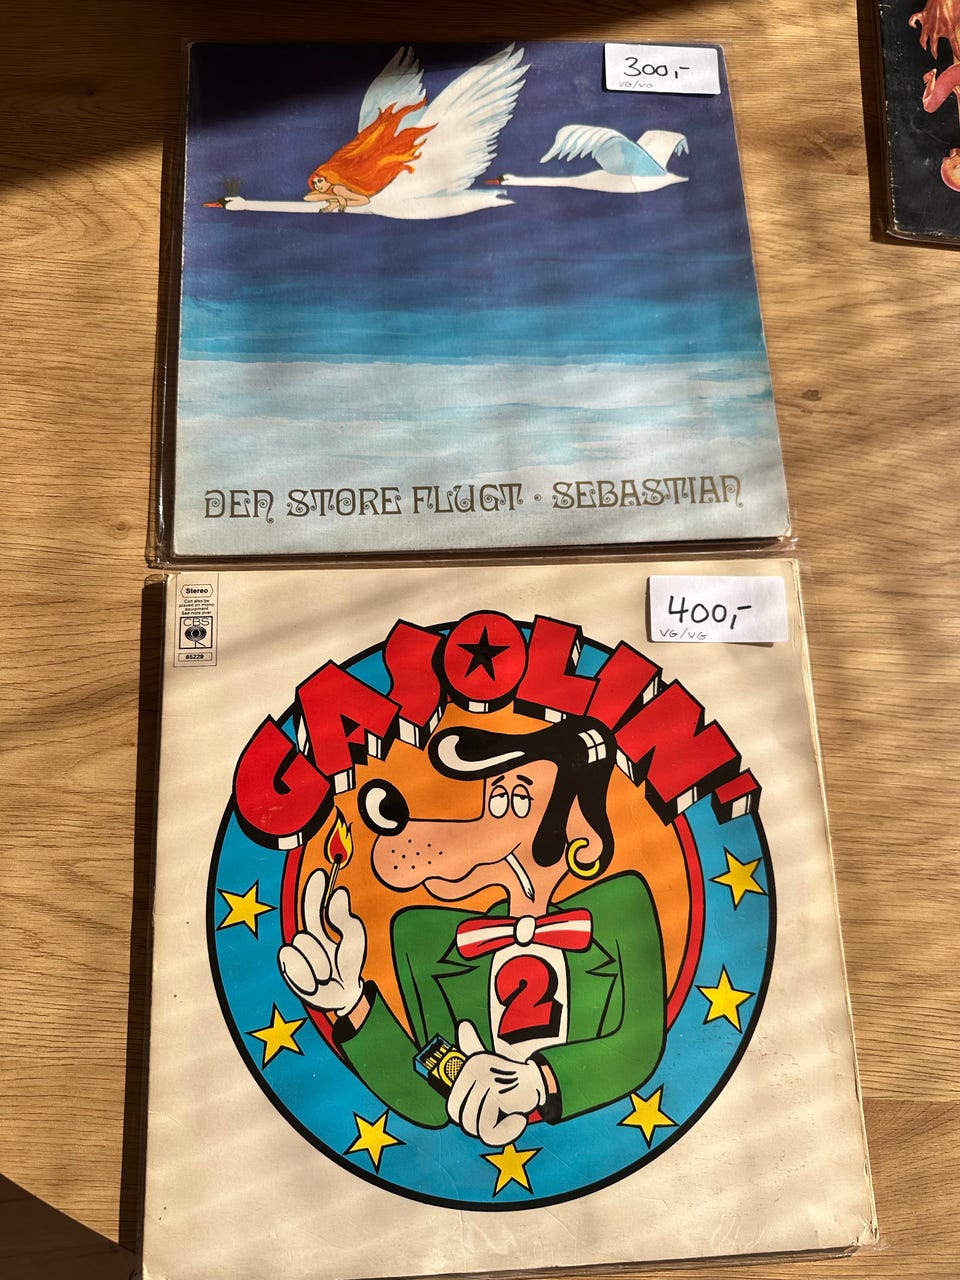 300,-
VG/VG
DEN STORE FLUGT · SEBASTIAN
Stereo
Can also be
played on mono
equipment
See note over
CBS
65229
400,-
VG/VG
GASOLIN'
2